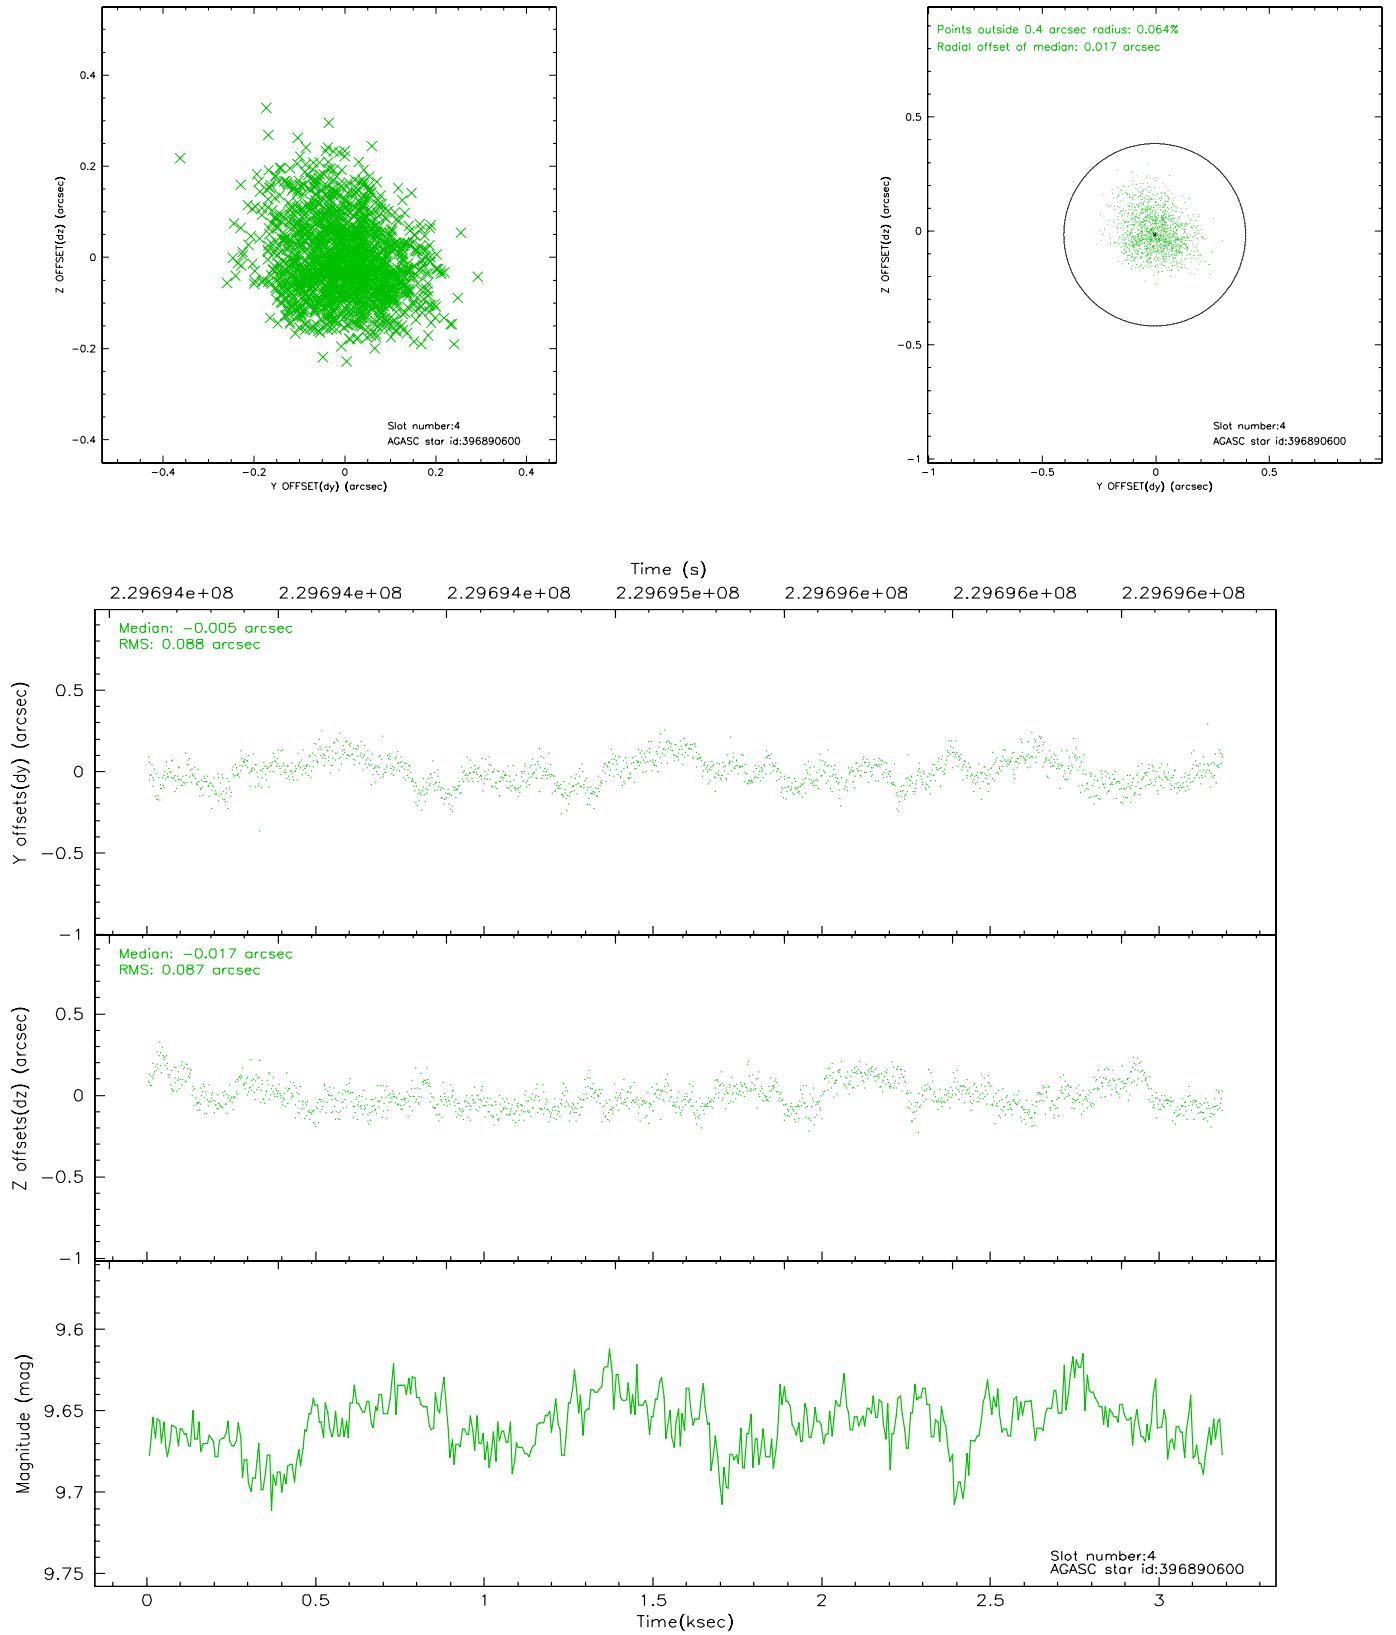 0.4
0.2
0
-0.2
-0.4
Z OFFSET(dz) (arcsec)
Slot number:4
AGASC star id:396890600
-0.4 -0.2 0 0.2 0.4
Y OFFSET(dy) (arcsec)
Points outside 0.4 arcsec radius: 0.064%
Radial offset of median: 0.017 arcsec
0.5
0
-0.5
-1
Z OFFSET(dz) (arcsec)
Slot number:4
AGASC star id:396890600
-1 -0.5 0 0.5
Y OFFSET(dy) (arcsec)
Time (s)
2.29694e+08 2.29694e+08 2.29694e+08 2.29695e+08 2.29696e+08 2.29696e+08 2.29696e+08
Median: -0.005 arcsec
RMS: 0.088 arcsec
0.5
0
-0.5
-1
Y offsets(dy) (arcsec)
Median: -0.017 arcsec
RMS: 0.087 arcsec
0.5
0
-0.5
-1
Z offsets(dz) (arcsec)
9.6
9.65
9.7
9.75
Magnitude (mag)
Slot number:4
AGASC star id:396890600
0 0.5 1 1.5 2 2.5 3
Time(ksec)